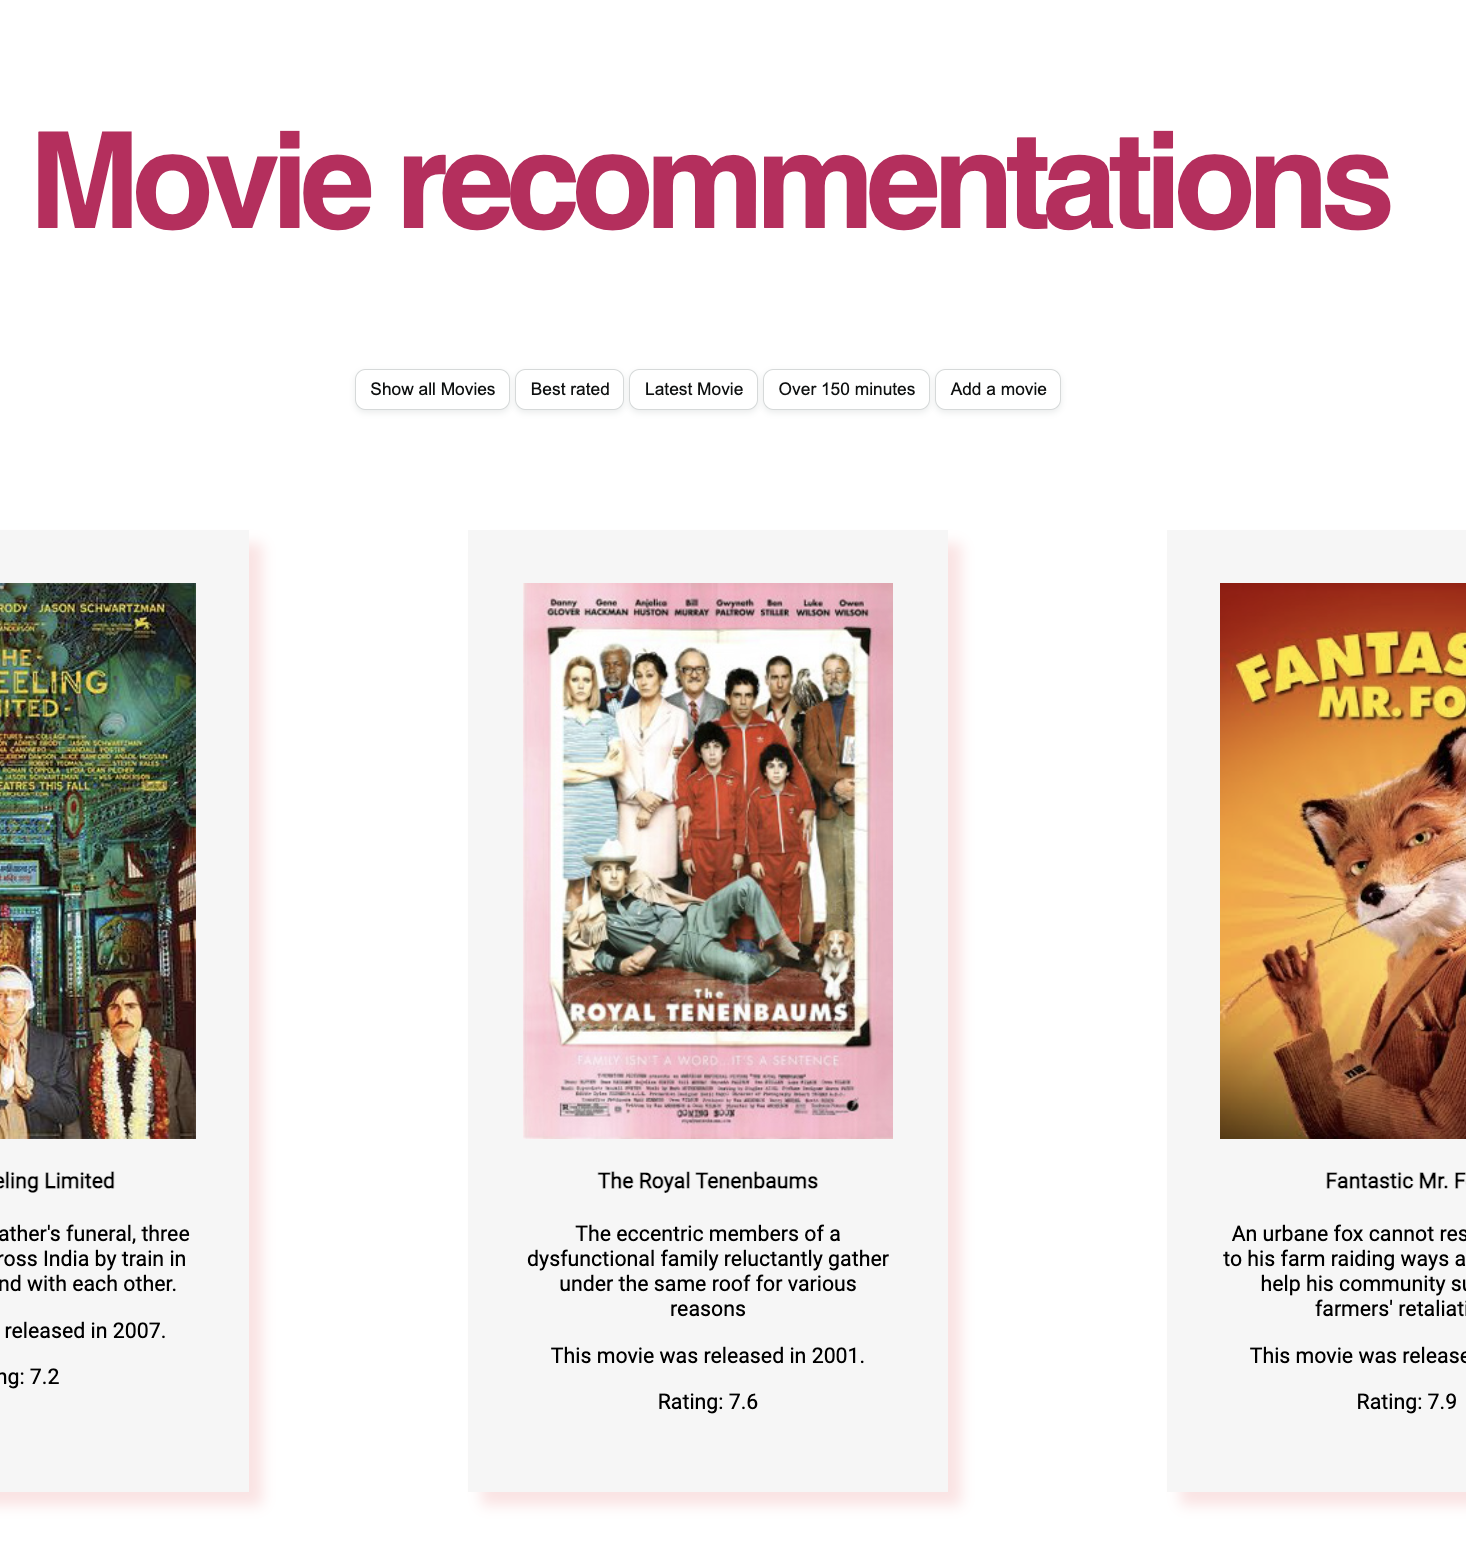 Movie recommentations
Show all Movies
Best rated
Latest Movie
Over 150 minutes
Add a movie
RODY JASON SCHWARTZMAN
ANDERSON
HE-
EELING
ITED-
EATRES THIS FALL
eling Limited
ather's funeral, three
ross India by train in
nd with each other.
released in 2007.
ng: 7.2
Danny GLOVER Gene HACKMAN Anjelica HUSTON Bill MURRAY Gwyneth PALTROW Ben STILLER Luke WILSON Owen WILSON
The
ROYAL TENENBAUMS
FAMILY ISN'T A WORD...IT'S A SENTENCE
COMING SOON
The Royal Tenenbaums
The eccentric members of a
dysfunctional family reluctantly gather
under the same roof for various
reasons
This movie was released in 2001.
Rating: 7.6
FANTAS
MR. FO
Fantastic Mr. F
An urbane fox cannot res
to his farm raiding ways a
help his community su
farmers' retaliati
This movie was release
Rating: 7.9